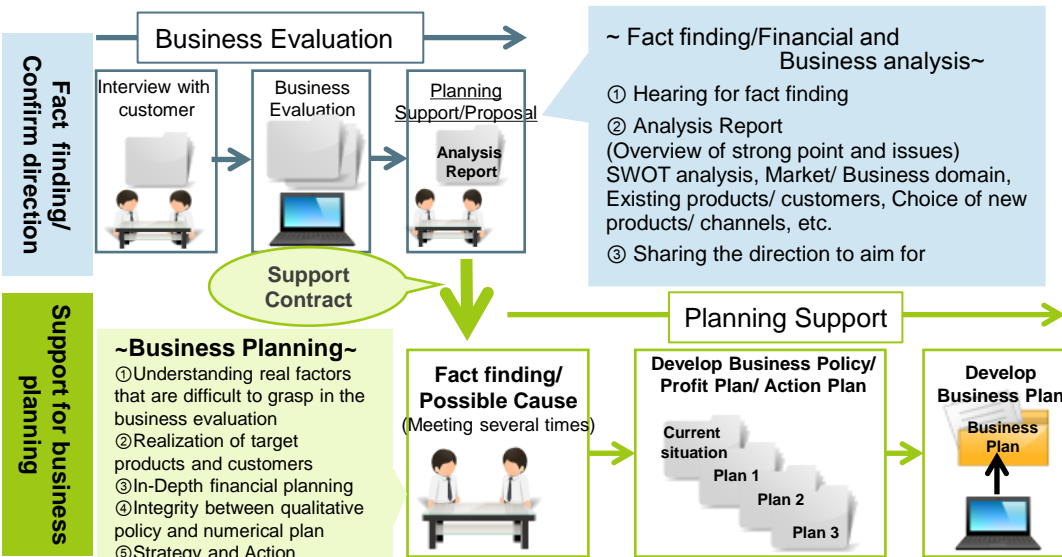 Business Evaluation
Fact finding/
Confirm direction
Interview with
customer
Business
Evaluation
Planning
Support/Proposal
Analysis
Report
~ Fact finding/Financial and
Business analysis~
① Hearing for fact finding
② Analysis Report
(Overview of strong point and issues)
SWOT analysis, Market/ Business domain,
Existing products/ customers, Choice of new
products/ channels, etc.
③ Sharing the direction to aim for
Support
Contract
Support for business
planning
Planning Support
~Business Planning~
①Understanding real factors
that are difficult to grasp in the
business evaluation
②Realization of target
products and customers
③In-Depth financial planning
④Integrity between qualitative
policy and numerical plan
⑤Strategy and Action
Fact finding/
Possible Cause
(Meeting several times)
Develop Business Policy/
Profit Plan/ Action Plan
Current
situation
Plan 1
Plan 2
Plan 3
Develop
Business Plan
Business
Plan